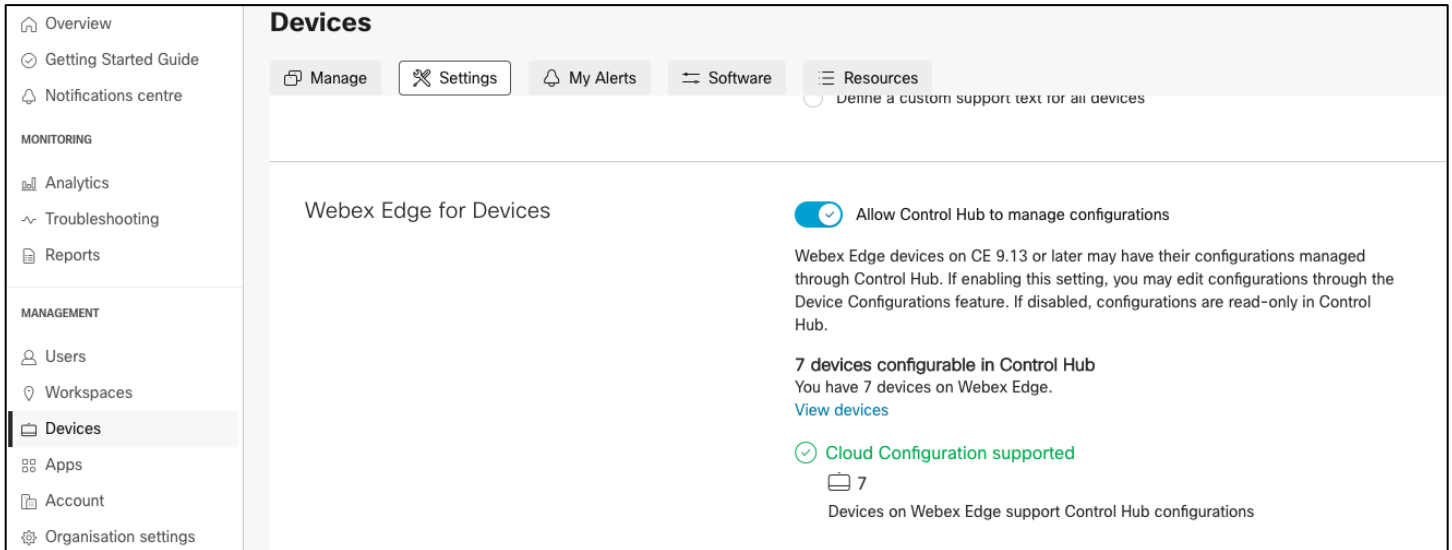 Overview
Getting Started Guide
Notifications centre
MONITORING
Analytics
Troubleshooting
Reports
MANAGEMENT
Users
Workspaces
Devices
Apps
Account
Organisation settings
Devices
Manage
Settings
My Alerts
Software
Resources
Define a custom support text for all devices
Webex Edge for Devices
Allow Control Hub to manage configurations
Webex Edge devices on CE 9.13 or later may have their configurations managed
through Control Hub. If enabling this setting, you may edit configurations through the
Device Configurations feature. If disabled, configurations are read-only in Control
Hub.
7 devices configurable in Control Hub
You have 7 devices on Webex Edge.
View devices
Cloud Configuration supported
7
Devices on Webex Edge support Control Hub configurations